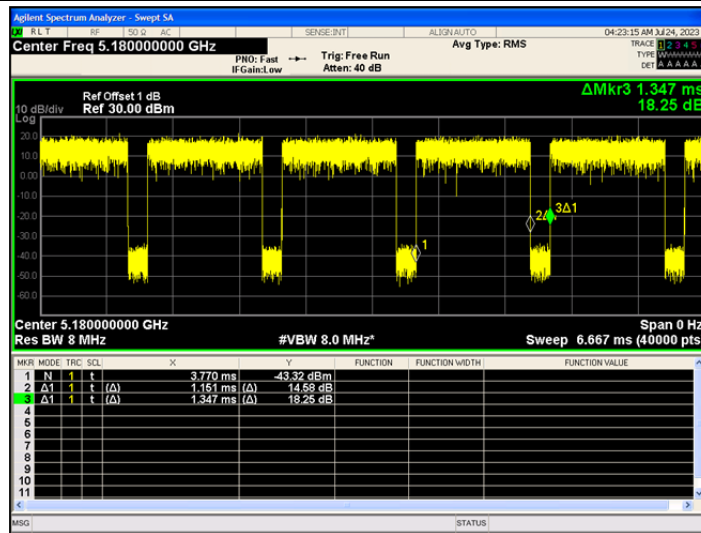 Agilent Spectrum Analyzer - Swept SA
RLT RF 50 Ω AC SENSE:INT ALIGNAUTO 04:23:15 AM Jul 24, 2023
Center Freq 5.180000000 GHz Avg Type: RMS TRACE 1 2 3 4 5
PNO: Fast Trig: Free Run TYPE
IFGain:Low Atten: 40 dB DET A A A A A
ΔMkr3 1.347 ms
Ref Offset 1 dB
10 dB/div Ref 30.00 dBm 18.25 dB
Log
20.0
10.0
0.00
-10.0
-20.0
-30.0
-40.0
-50.0
-60.0
1
2Δ
3Δ1
Center 5.180000000 GHz Span 0 Hz
Res BW 8 MHz #VBW 8.0 MHz* Sweep 6.667 ms (40000 pts
MKR MODE TRC SCL X Y FUNCTION FUNCTION WIDTH FUNCTION VALUE
1 N 1 t 3.770 ms -43.32 dBm
2 Δ1 1 t (Δ) 1.151 ms (Δ) 14.58 dB
3 Δ1 1 t (Δ) 1.347 ms (Δ) 18.25 dB
4
5
6
7
8
9
10
11
MSG STATUS